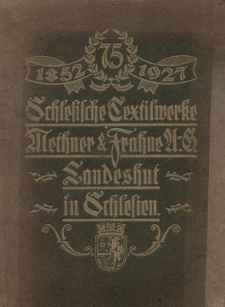 75
1852 1927
Schlesische Textilwerke
Methner & Frahne A.-G.
Landeshut
in Schlesien